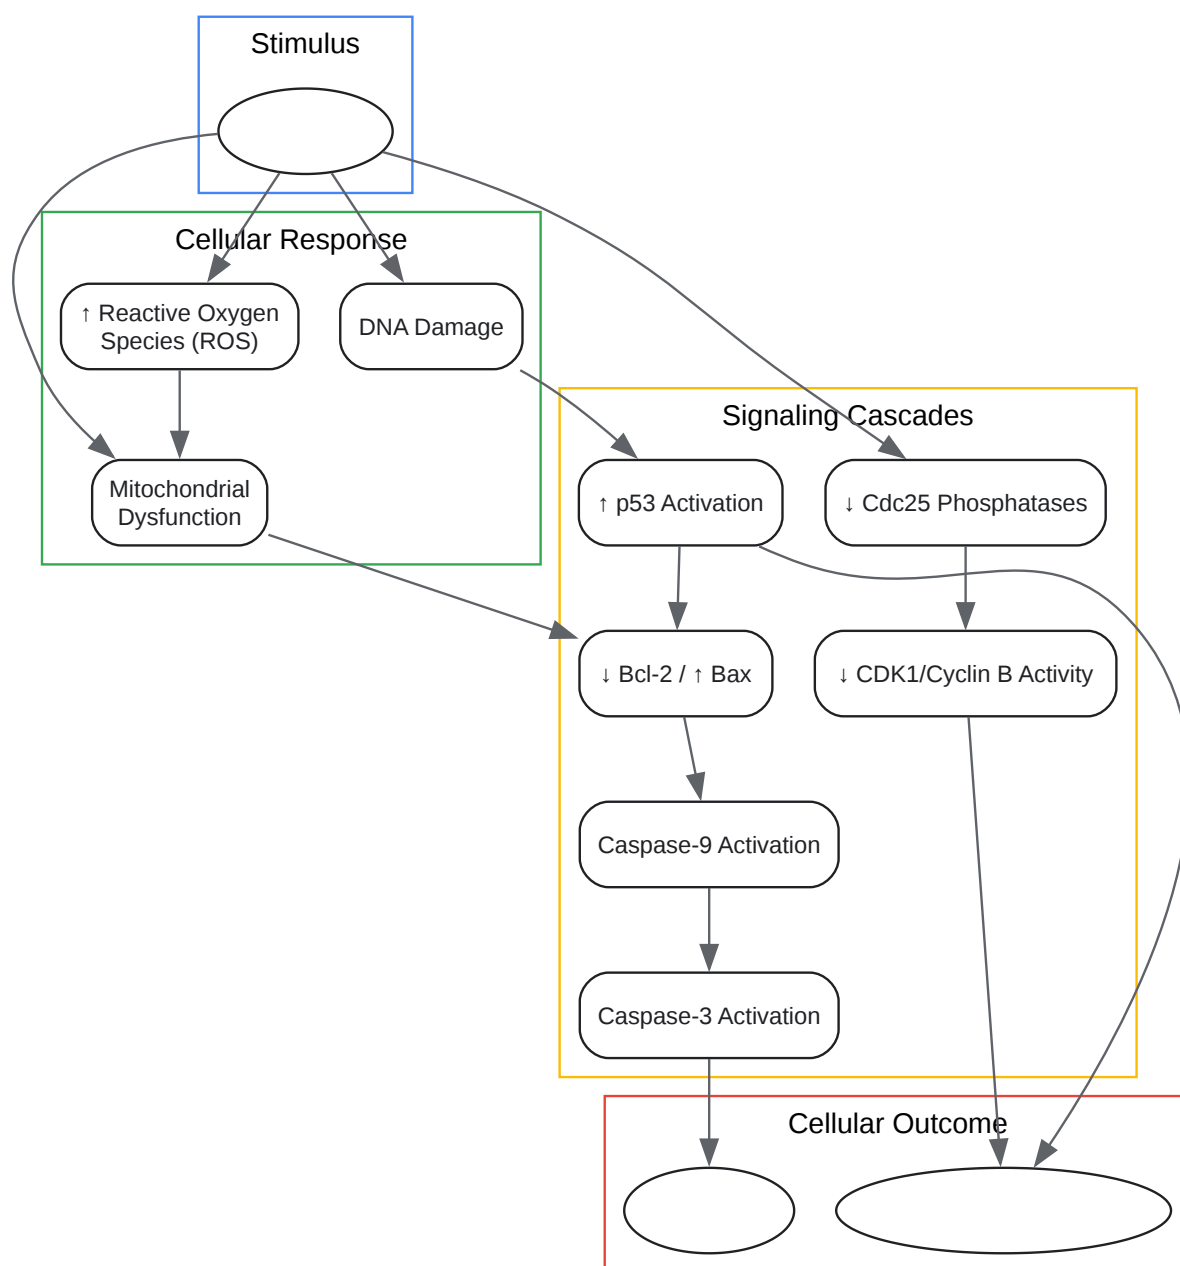 Stimulus
Cellular Response
↑ Reactive Oxygen
Species (ROS)
DNA Damage
Signaling Cascades
Mitochondrial
Dysfunction
↑ p53 Activation
↓ Cdc25 Phosphatases
↓ Bcl-2 / ↑ Bax
↓ CDK1/Cyclin B Activity
Caspase-9 Activation
Caspase-3 Activation
Cellular Outcome